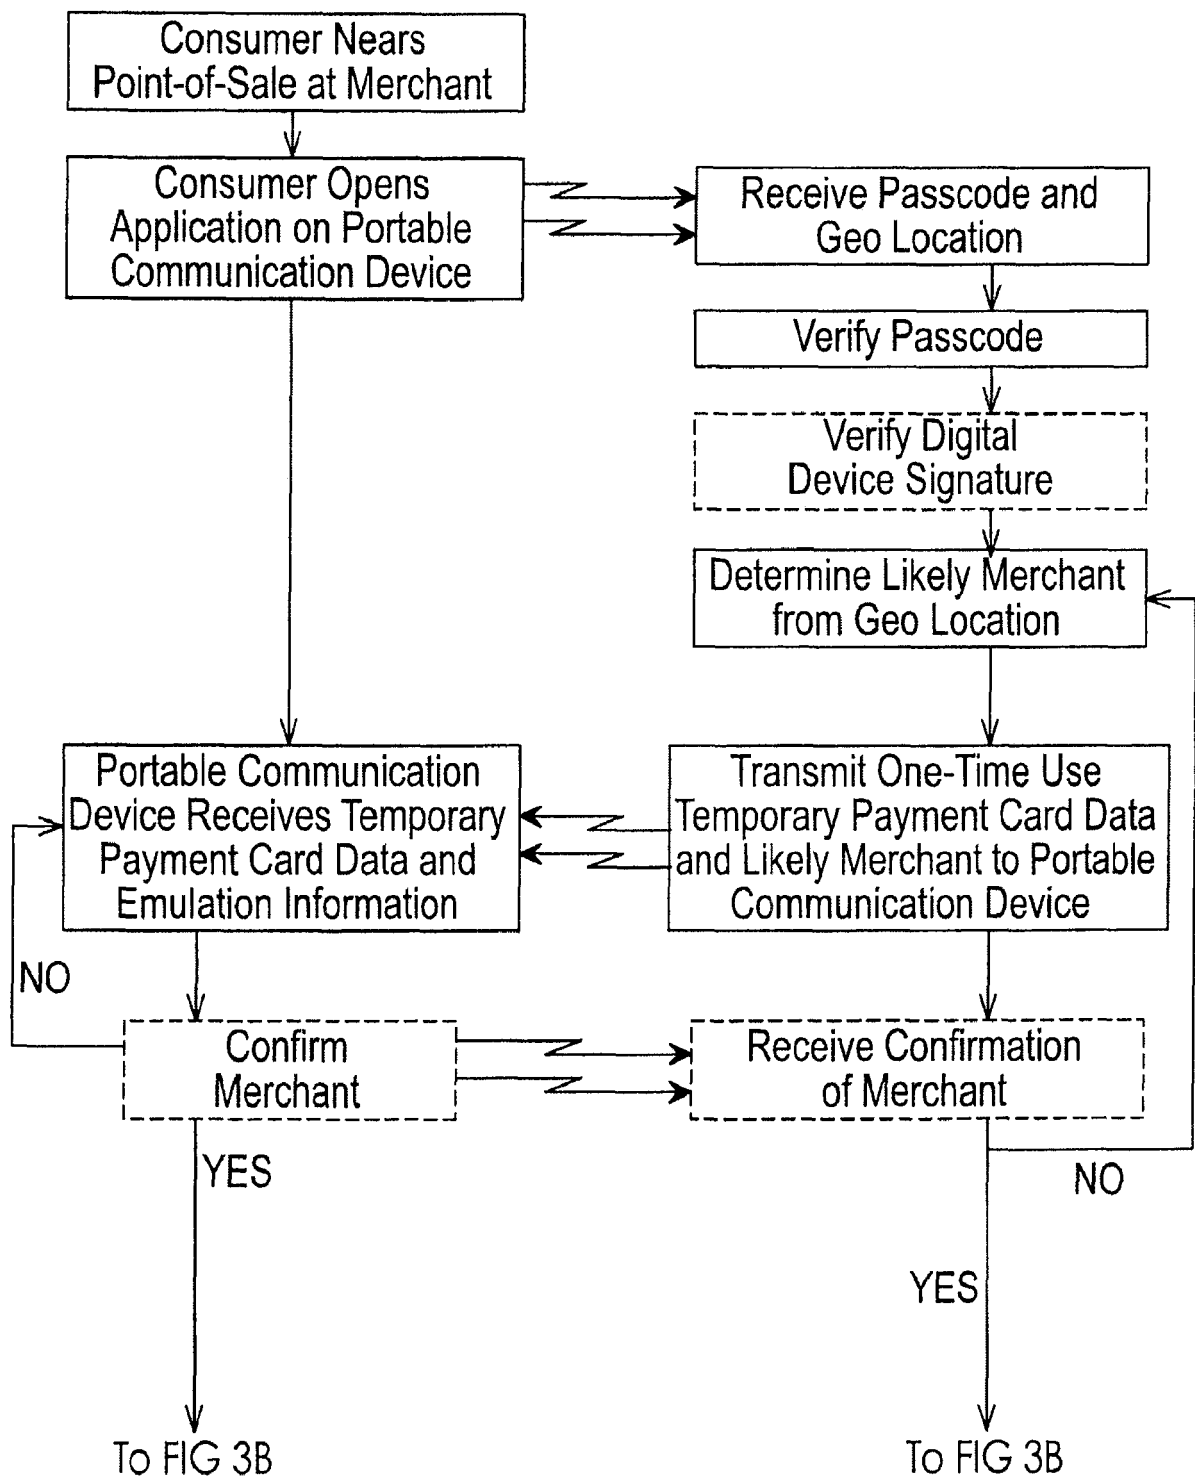 Consumer Nears
Point-of-Sale at Merchant
Consumer Opens
Application on Portable
Communication Device
Receive Passcode and
Geo Location
Verify Passcode
Verify Digital
Device Signature
Determine Likely Merchant
from Geo Location
Portable Communication
Device Receives Temporary
Payment Card Data and
Emulation Information
Transmit One-Time Use
Temporary Payment Card Data
and Likely Merchant to Portable
Communication Device
NO
Confirm
Merchant
Receive Confirmation
of Merchant
YES
NO
YES
To FIG 3B
To FIG 3B